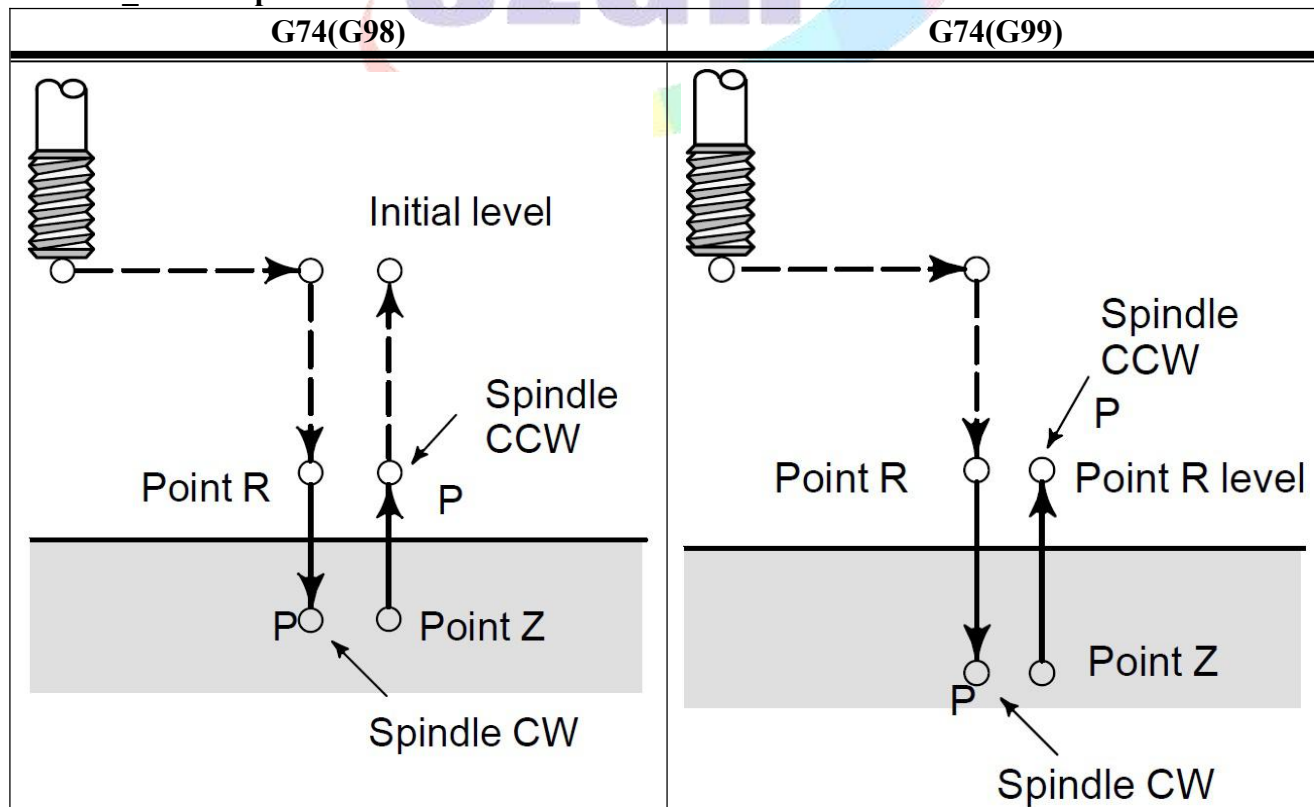 G74(G98)
G74(G99)
Initial level
Spindle
CCW
Point R
P
P
Point Z
Spindle CW
Spindle
CCW
P
Point R
Point R level
Point Z
P
Spindle CW